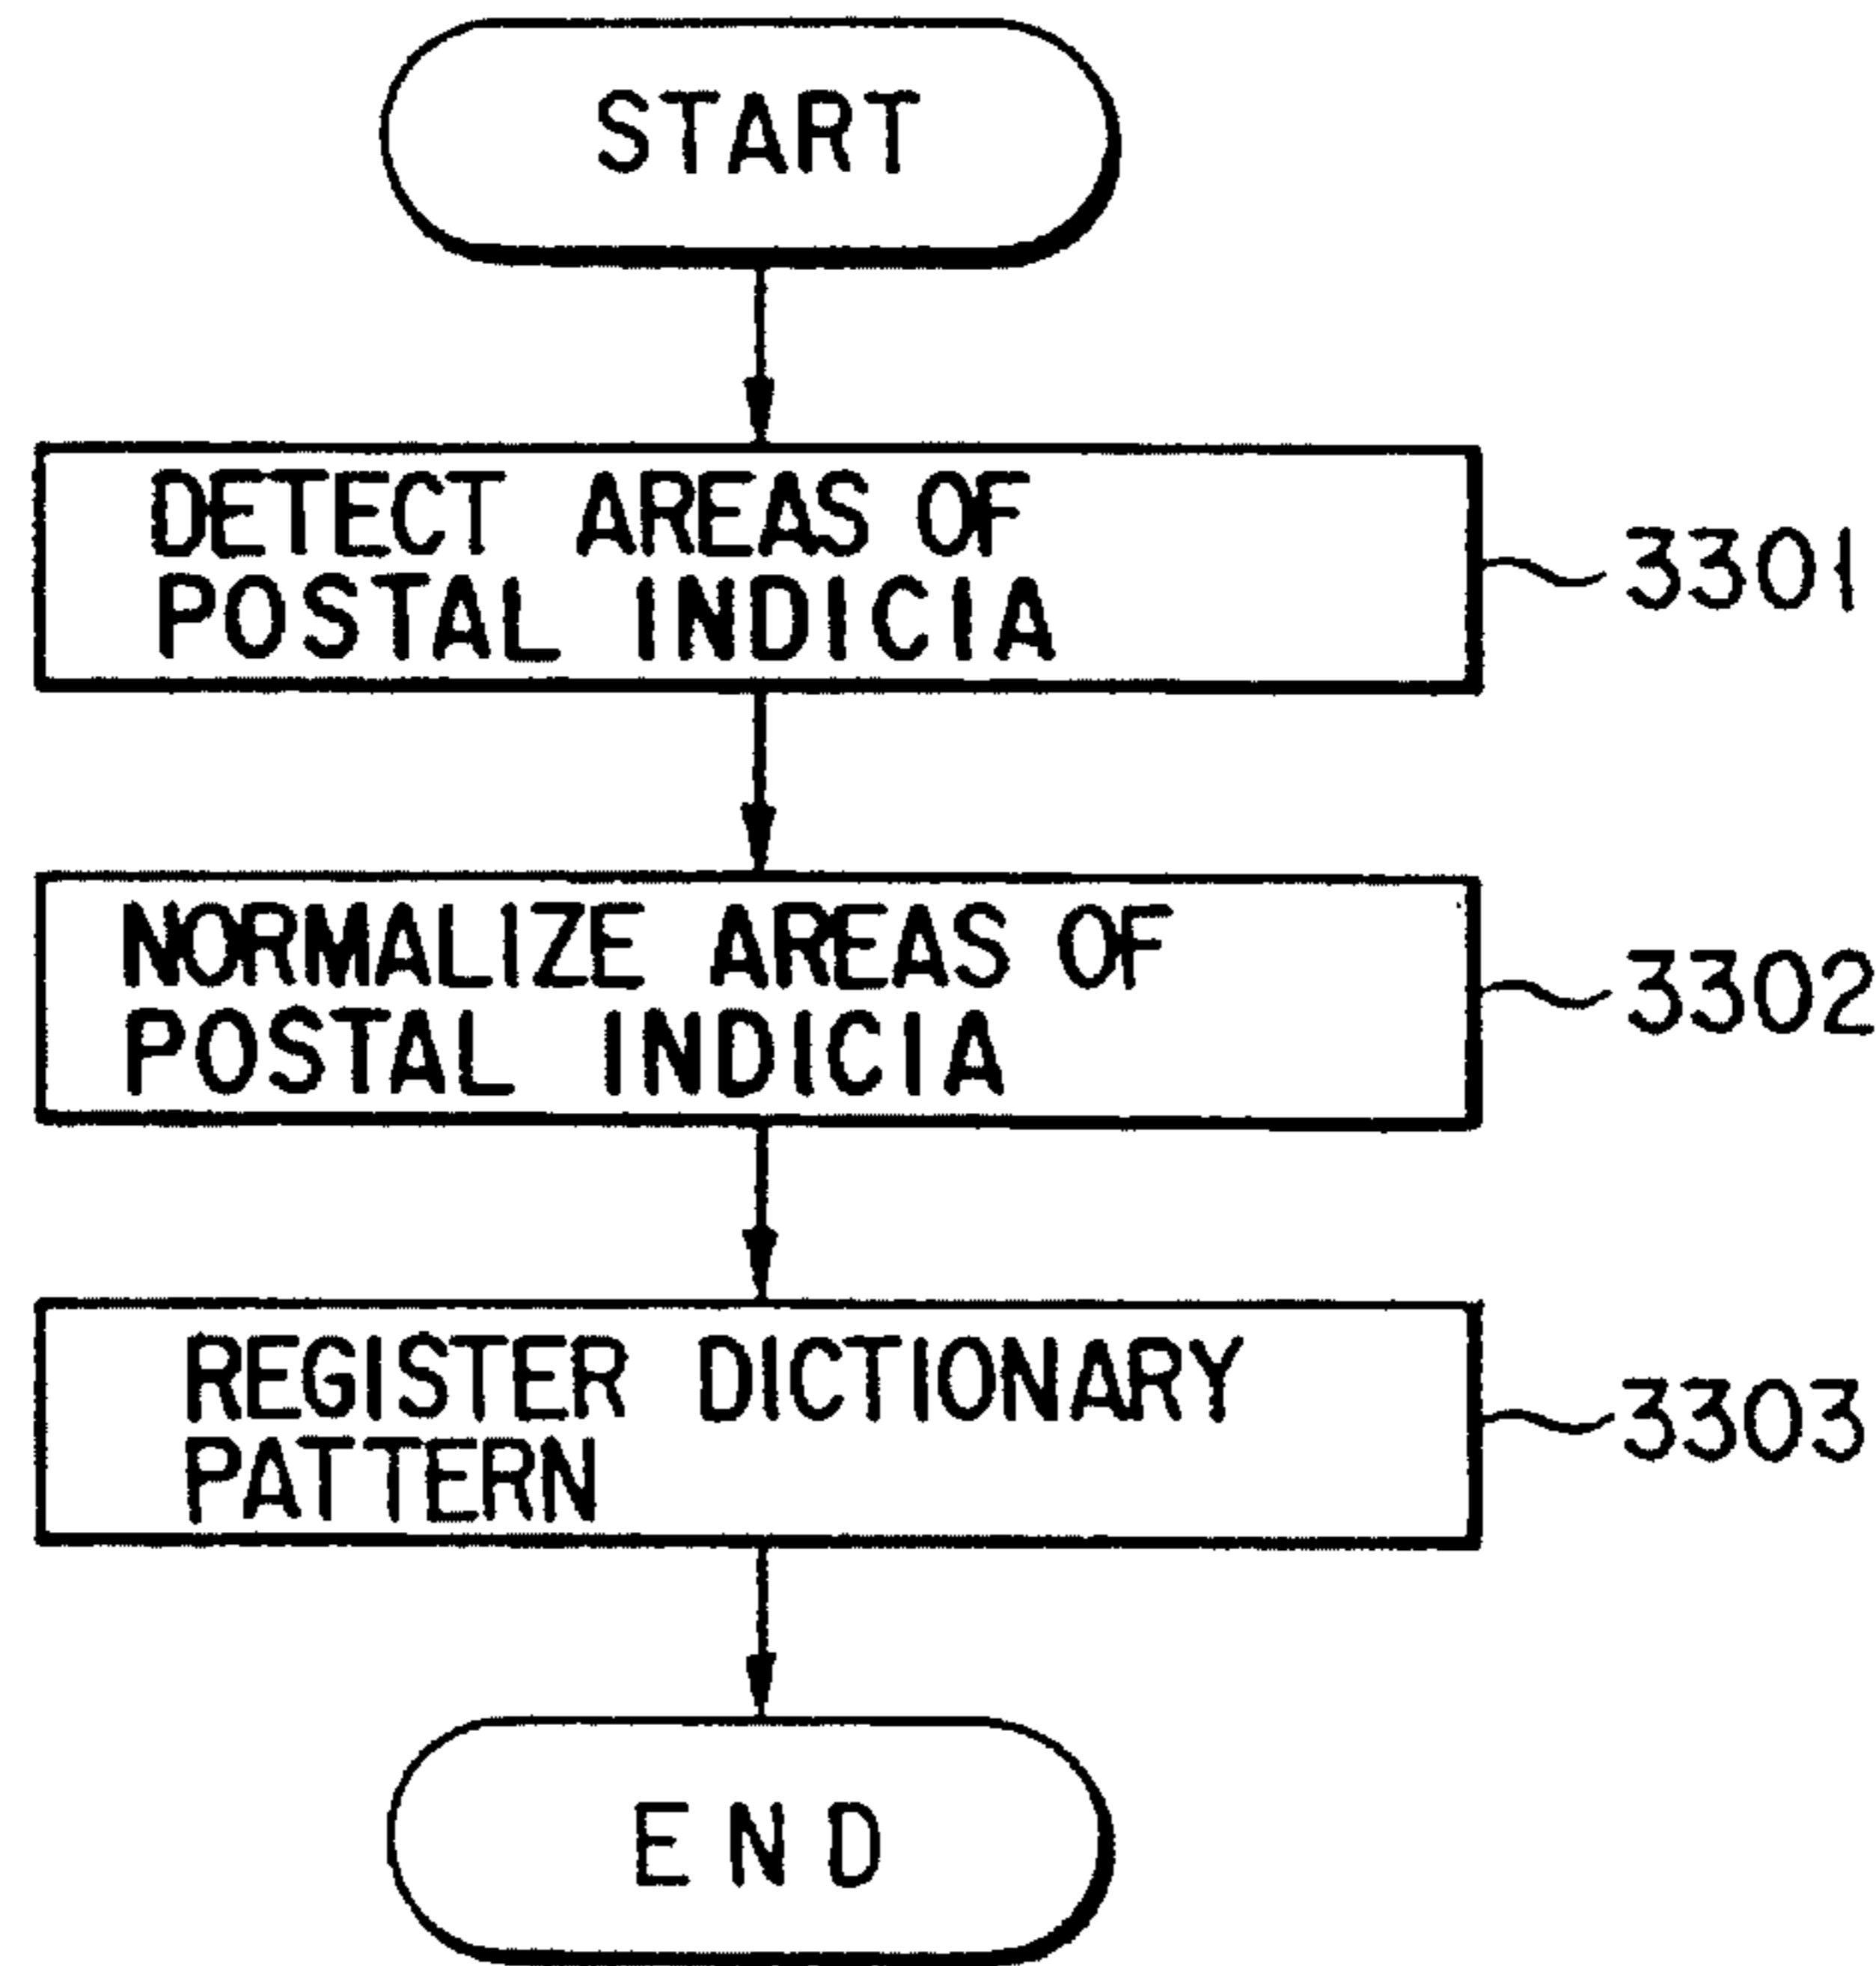 START
DETECT AREAS OF
POSTAL INDICIA
3301
NORMALIZE AREAS OF
POSTAL INDICIA
3302
REGISTER DICTIONARY
PATTERN
3303
END